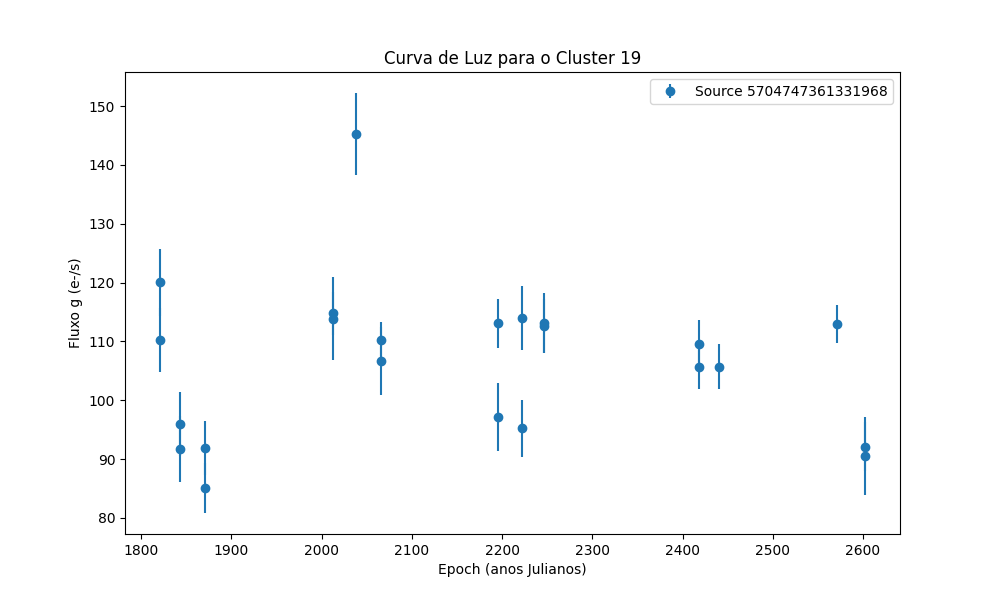 Curva de Luz para o Cluster 19
Source 5704747361331968
Fluxo g (e-/s)
150
140
130
120
110
100
90
80
1800 1900 2000 2100 2200 2300 2400 2500 2600
Epoch (anos Julianos)